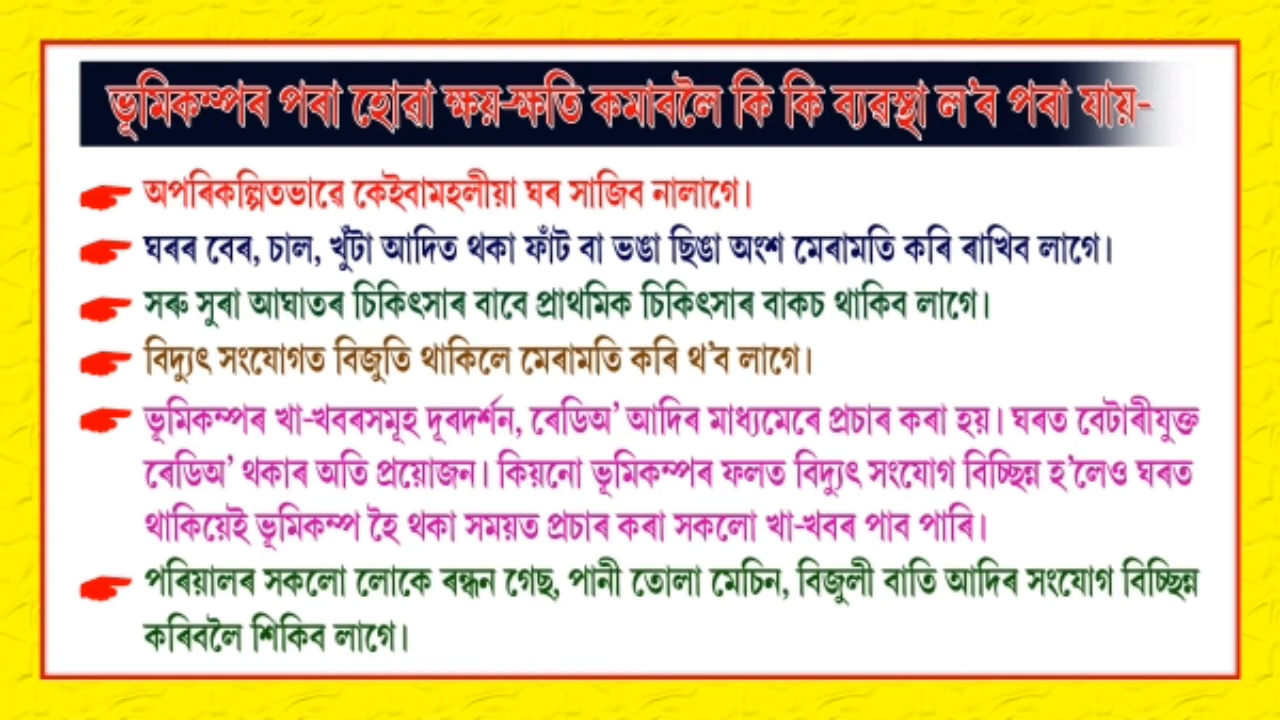 ভূমিকম্পৰ পৰা হোৱা ক্ষয়-ক্ষতি কমাবলৈ কি কি ব্যৱস্থা ল'ব পৰা যায়-
অপৰিকল্পিতভাৱে কেইবামহলীয়া ঘৰ সাজিব নালাগে।
ঘৰৰ বেৰ, চাল, খুঁটা আদিত থকা ফাঁট বা ভঙা ছিঙা অংশ মেৰামতি কৰি ৰাখিব লাগে।
সৰু সুৰা আঘাতৰ চিকিৎসাৰ বাবে প্ৰাথমিক চিকিৎসাৰ বাকচ থাকিব লাগে।
বিদ্যুৎ সংযোগত বিজুতি থাকিলে মেৰামতি কৰি থ'ব লাগে।
ভূমিকম্পৰ খা-খবৰসমূহ দূৰদৰ্শন, ৰেডিঅ' আদিৰ মাধ্যমেৰে প্ৰচাৰ কৰা হয়। ঘৰত বেটাৰীযুক্ত
ৰেডিঅ' থকাৰ অতি প্ৰয়োজন। কিয়নো ভূমিকম্পৰ ফলত বিদ্যুৎ সংযোগ বিচ্ছিন্ন হ'লেও ঘৰত
থাকিয়েই ভূমিকম্প হৈ থকা সময়ত প্ৰচাৰ কৰা সকলো খা-খবৰ পাব পাৰি।
পৰিয়ালৰ সকলো লোকে ৰন্ধন গেছ, পানী তোলা মেচিন, বিজুলী বাতি আদিৰ সংযোগ বিচ্ছিন্ন
কৰিবলৈ শিকিব লাগে।